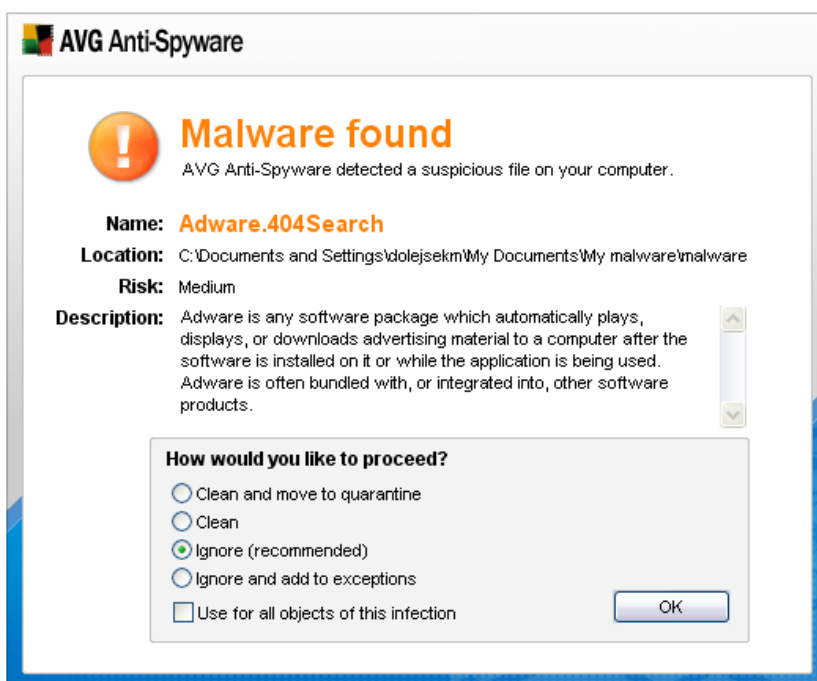 AVG Anti-Spyware
Malware found
AVG Anti-Spyware detected a suspicious file on your computer.
Name: Adware.404Search
Location: C:\Documents and Settings\dolejsekm\My Documents\My malware\malware
Risk: Medium
Description: Adware is any software package which automatically plays,
displays, or downloads advertising material to a computer after the
software is installed on it or while the application is being used.
Adware is often bundled with, or integrated into, other software
products.
How would you like to proceed?
Clean and move to quarantine
Clean
Ignore (recommended)
Ignore and add to exceptions
Use for all objects of this infection
OK